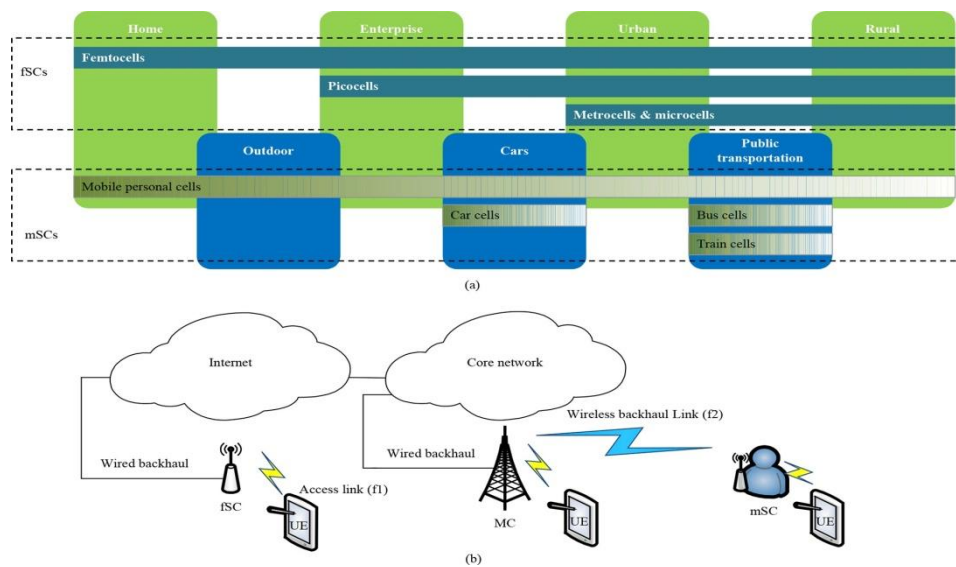 Home
Enterprise
Urban
Rural
fSCs
Femtocells
Picocells
Metrocells & microcells
Outdoor
Cars
Public
transportation
mSCs
Mobile personal cells
Car cells
Bus cells
Train cells
(a)
Internet
Core network
Wireless backhaul Link (f2)
Wired backhaul
Wired backhaul
Access link (f1)
fSC
UE
MC
UE
mSC
UE
(b)